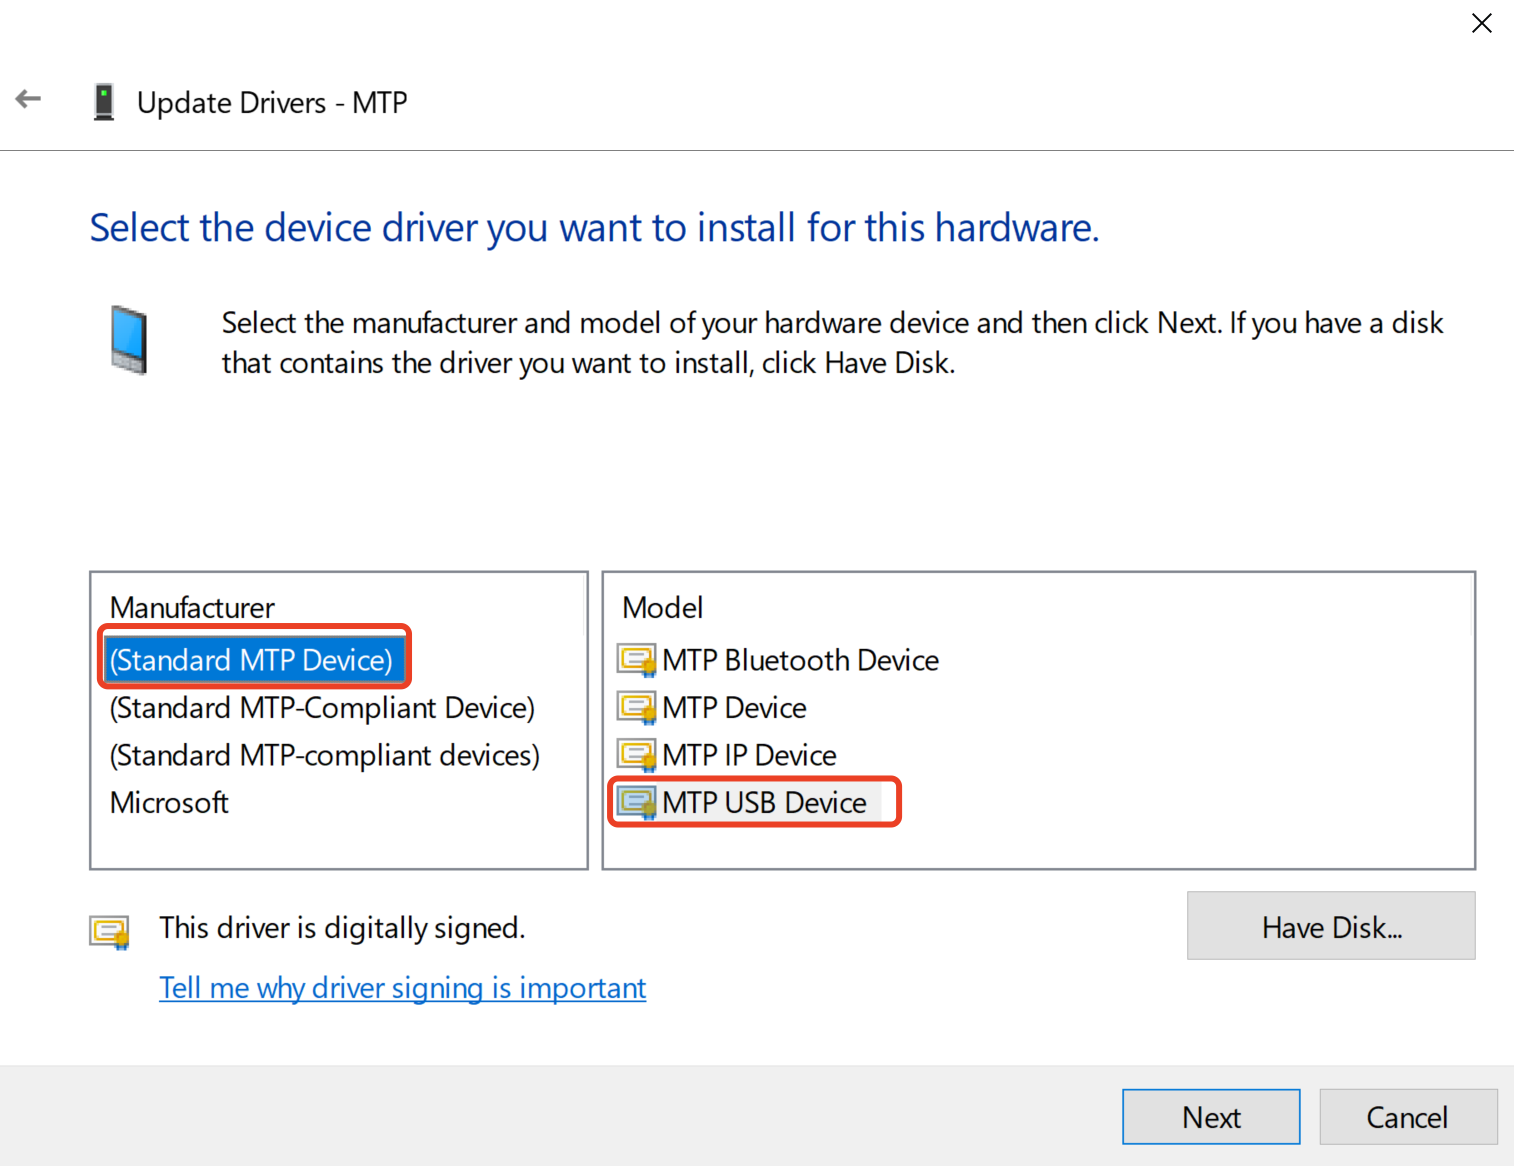 Update Drivers - MTP
Select the device driver you want to install for this hardware.
Select the manufacturer and model of your hardware device and then click Next. If you have a disk
that contains the driver you want to install, click Have Disk.
Manufacturer
(Standard MTP Device)
(Standard MTP-Compliant Device)
(Standard MTP-compliant devices)
Microsoft
Model
MTP Bluetooth Device
MTP Device
MTP IP Device
MTP USB Device
This driver is digitally signed.
Have Disk...
Tell me why driver signing is important
Next
Cancel